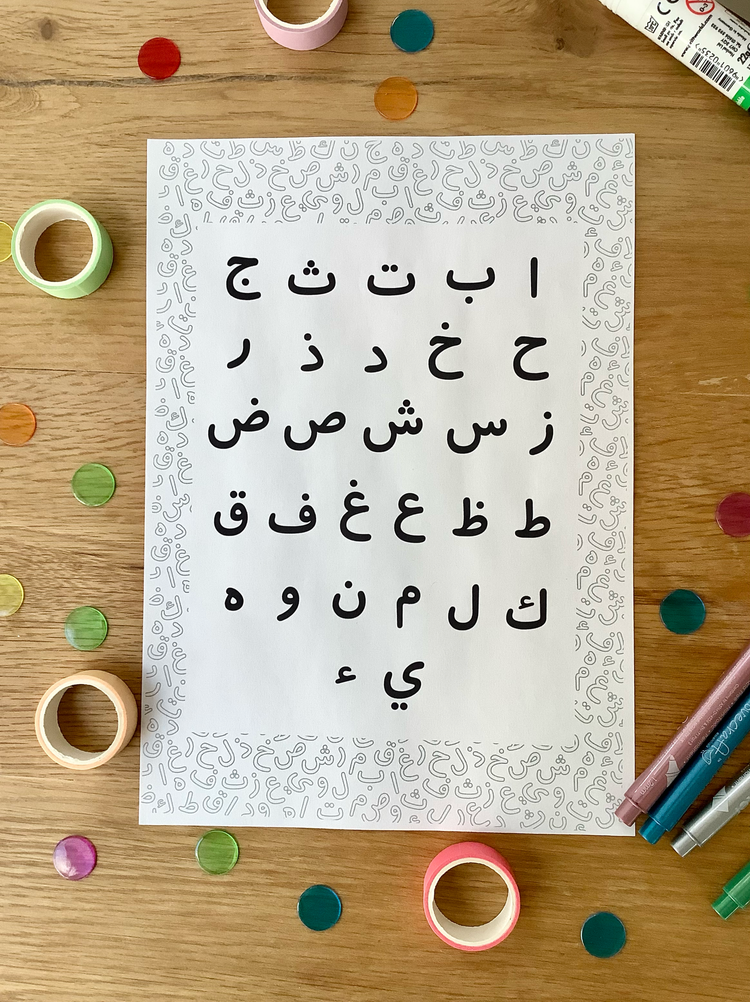 ا ب ت ث ج
ح خ د ذ ر
ز س ش ص ض
ط ظ ع غ ف ق
ك ل م ن و ه
ي ء